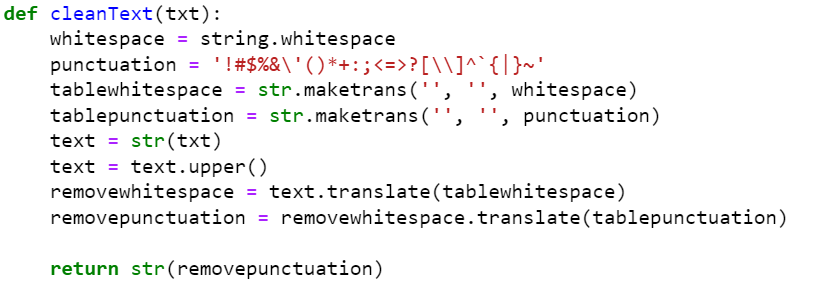 def cleanText(txt):
    whitespace = string.whitespace
    punctuation = '!#$%&\'()*+:;<=>?[\\]^`{|}~'
    tablewhitespace = str.maketrans('', '', whitespace)
    tablepunctuation = str.maketrans('', '', punctuation)
    text = str(txt)
    text = text.upper()
    removewhitespace = text.translate(tablewhitespace)
    removepunctuation = removewhitespace.translate(tablepunctuation)

    return str(removepunctuation)